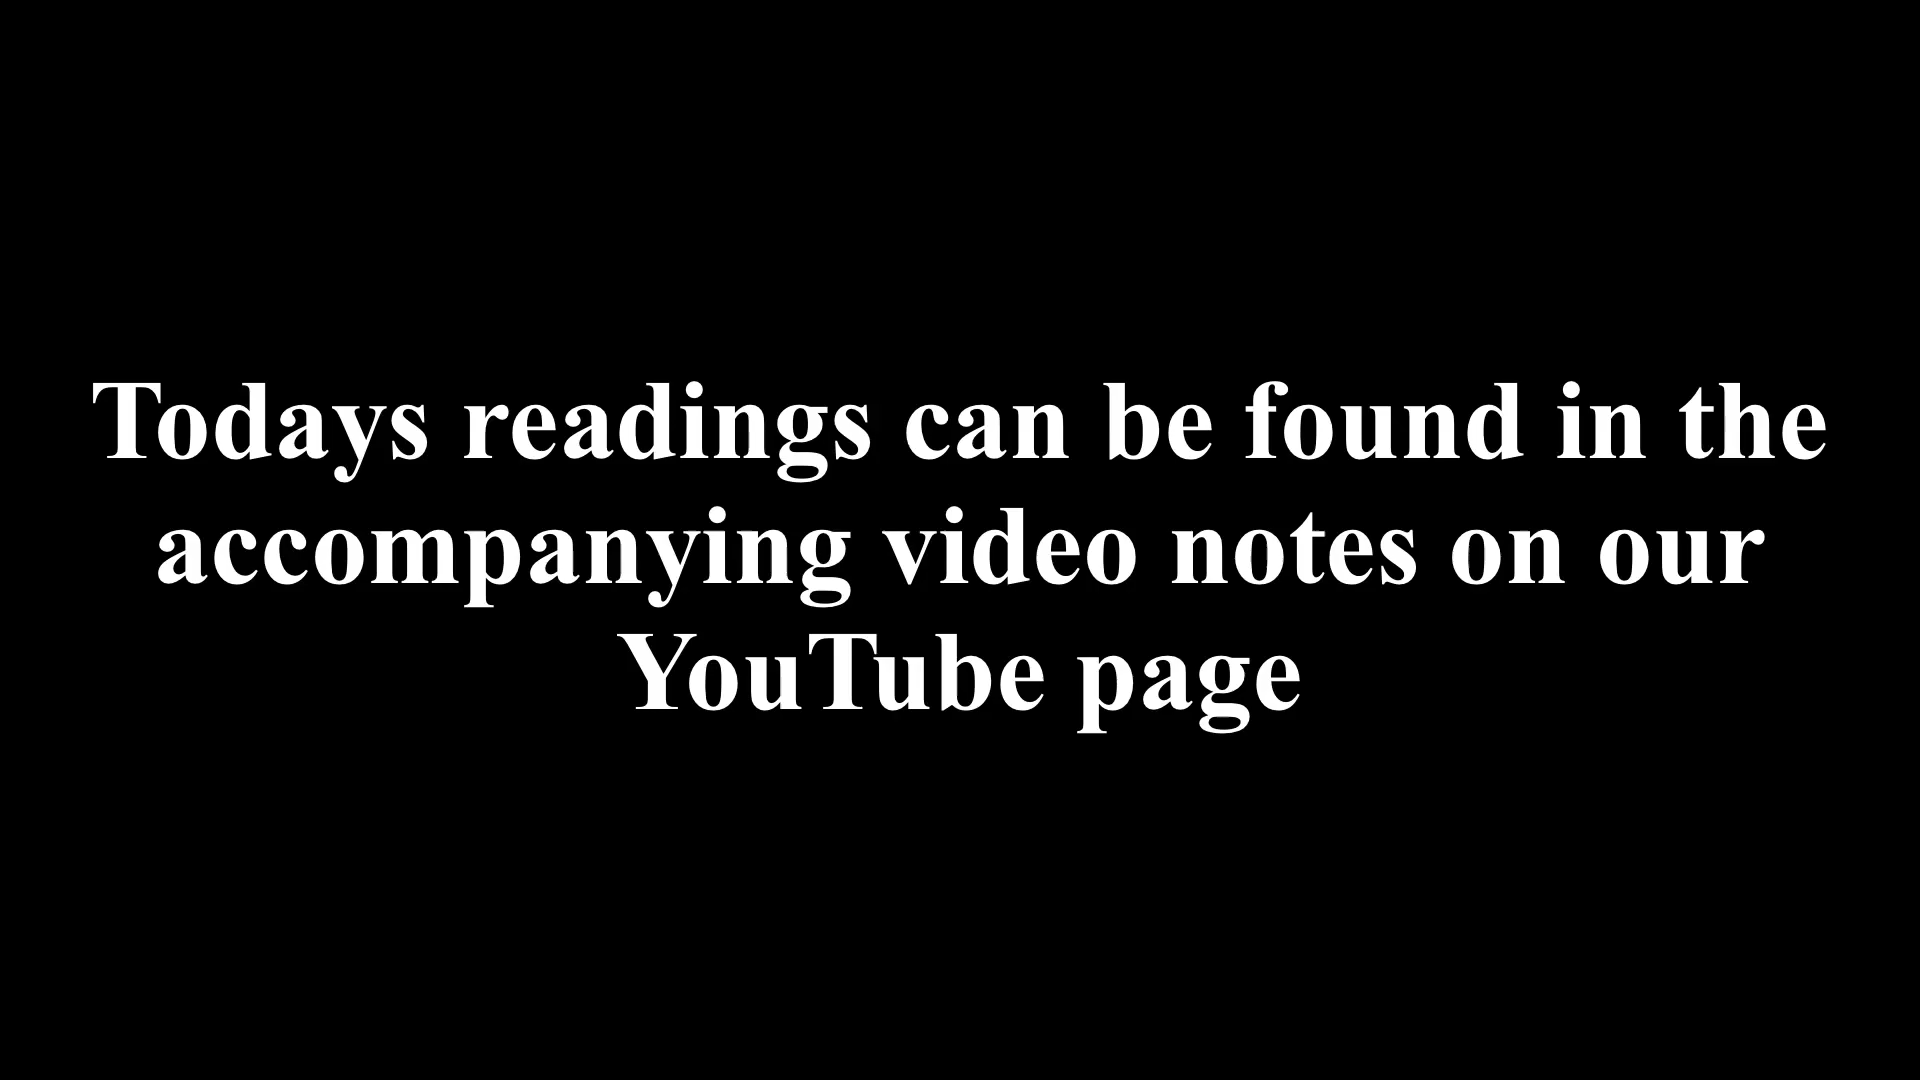 Todays readings can be found in the
accompanying video notes on our
YouTube page